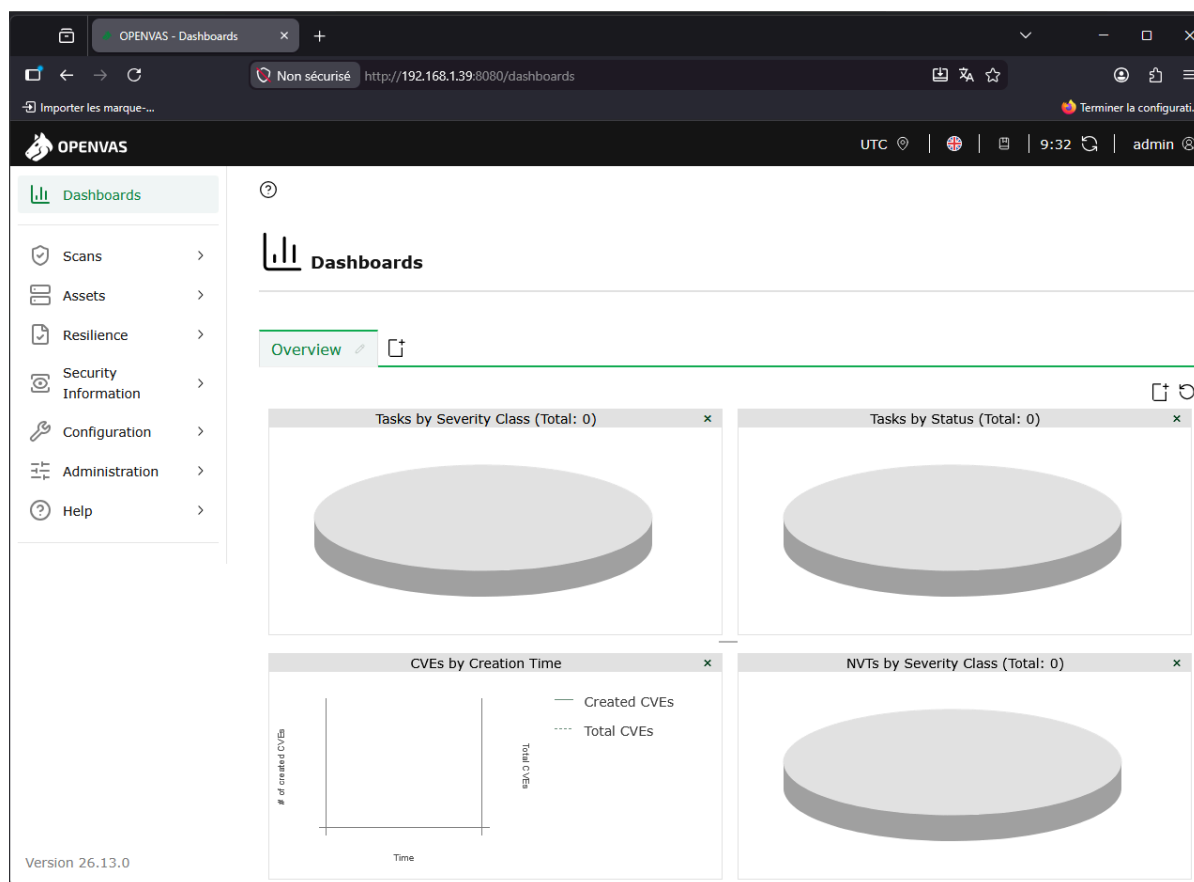 OPENVAS - Dashboards
Non sécurisé http://192.168.1.39:8080/dashboards
Importer les marque-...
Terminer la configurati.
OPENVAS
UTC
9:32
admin
Dashboards
Scans
Assets
Resilience
Security
Information
Configuration
Administration
Help
Version 26.13.0
Dashboards
Overview
Tasks by Severity Class (Total: 0)
Tasks by Status (Total: 0)
CVEs by Creation Time
# of created CVEs
Time
Total CVEs
Created CVEs
Total CVEs
NVTs by Severity Class (Total: 0)